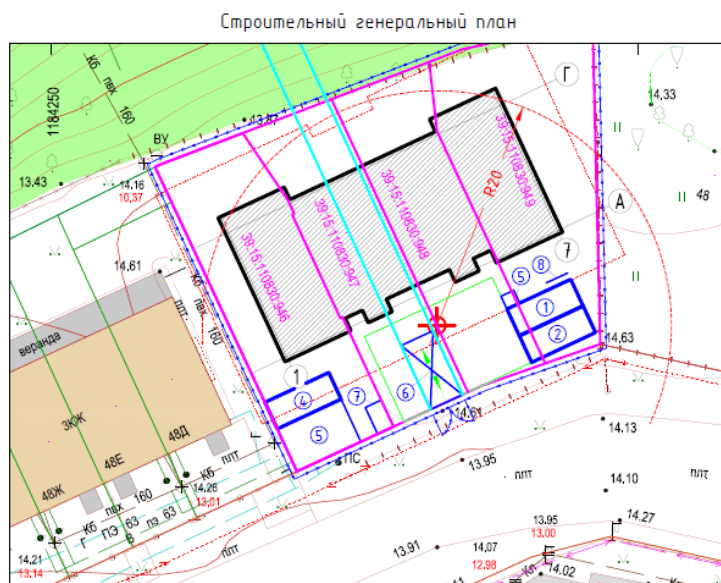 Строительный генеральный план
Кб
пвх
160
1184250
Г
14,33
13.87
R20
ВУ
39:15:110830:949
13.43
14.16
10,37
39:15:110830:948
А
48
39:15:110830:947
39:15:110830:946
7
14,61
5
8
Кб
пвх
160
плт.
1
веранда
2
14,63
1
4
7
6
5
14.61
3КЖ
48Д
14.13
48Е
ПС
плт
13.95
плт
48Ж
Кб
14.26
13,01
14.10
Кб
пвх
160
Г
ПЭ
63
В
пэ
63
14.27
13.95
13.00
14.21
13,14
плт
13.91
14,07
12,98
14.02
Кл